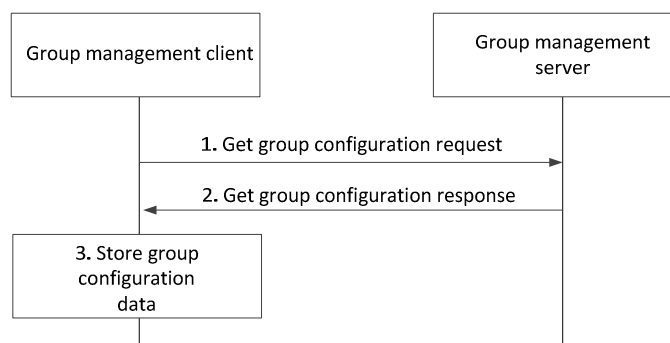 Group management client
Group management
server
1. Get group configuration request
2. Get group configuration response
3. Store group
configuration
data